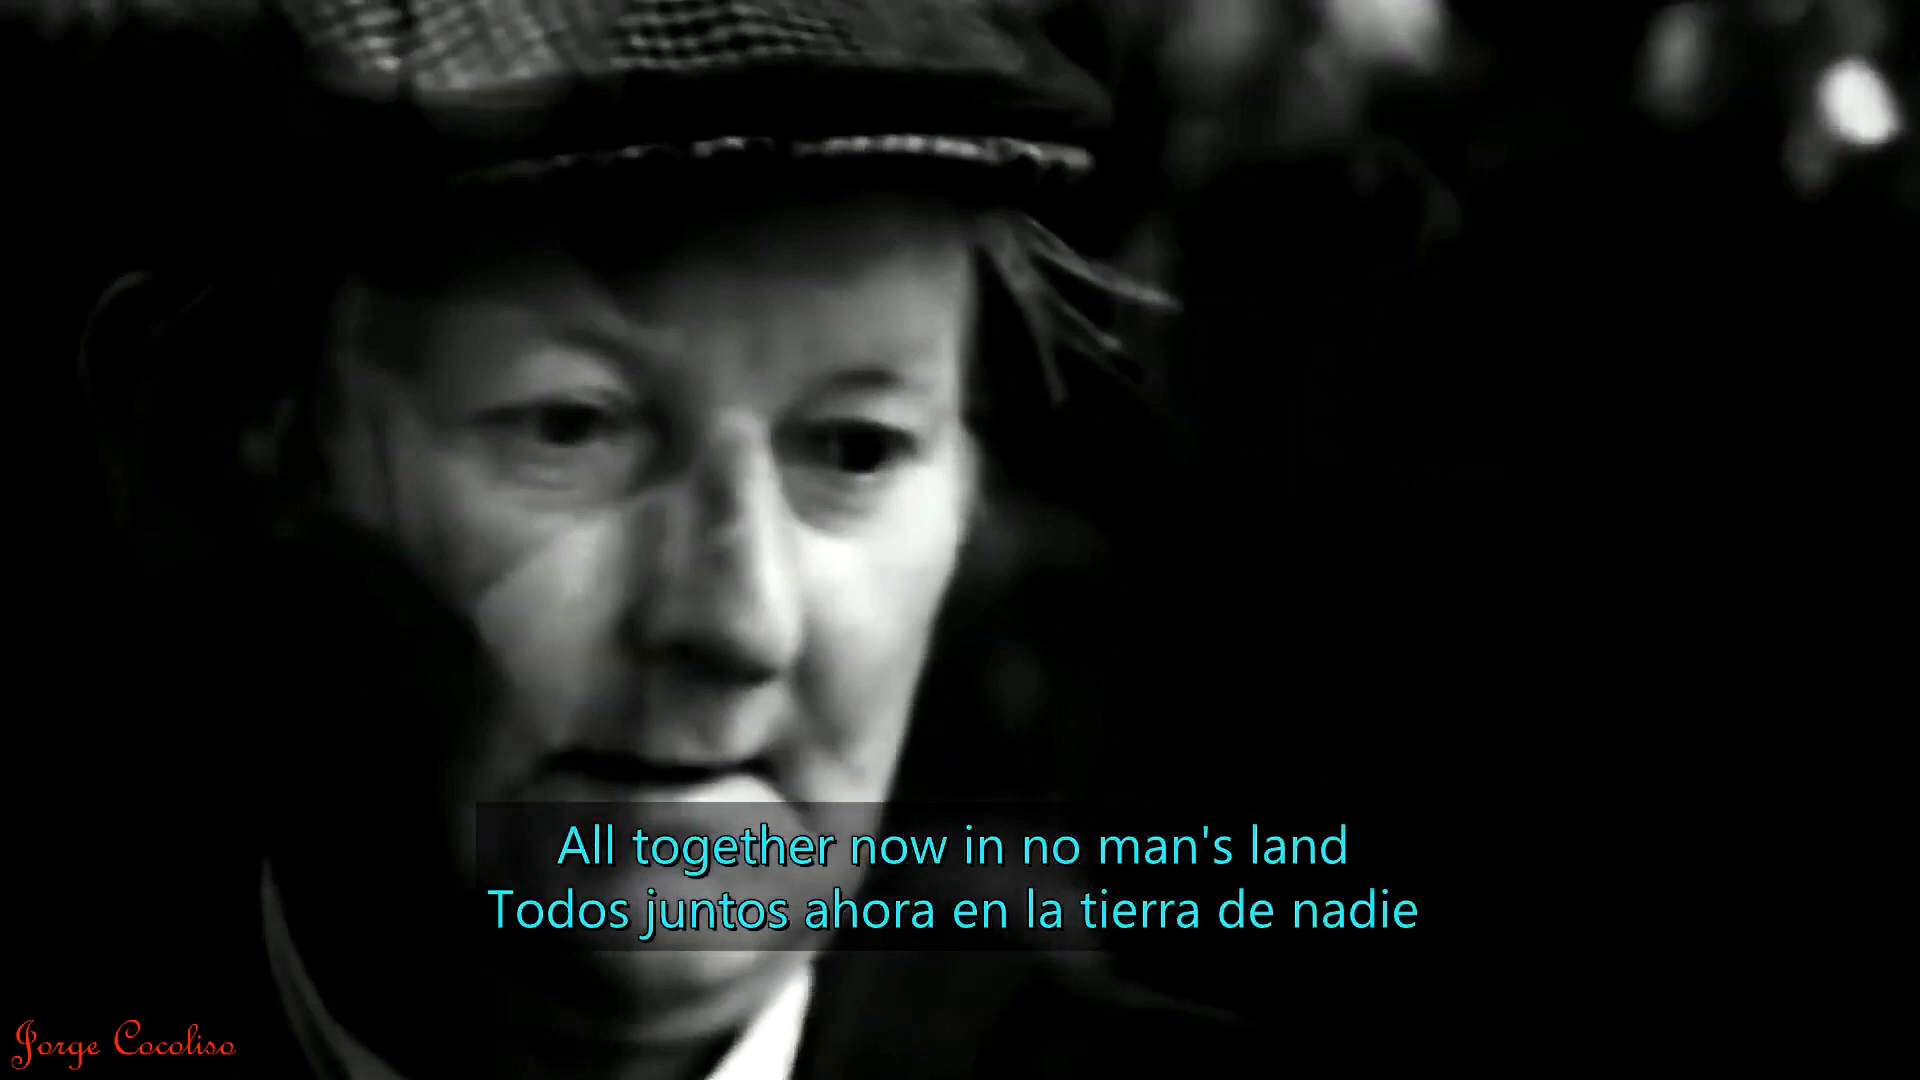 All together now in no man's land
Todos juntos ahora en la tierra de nadie
Jorge Cocoliso